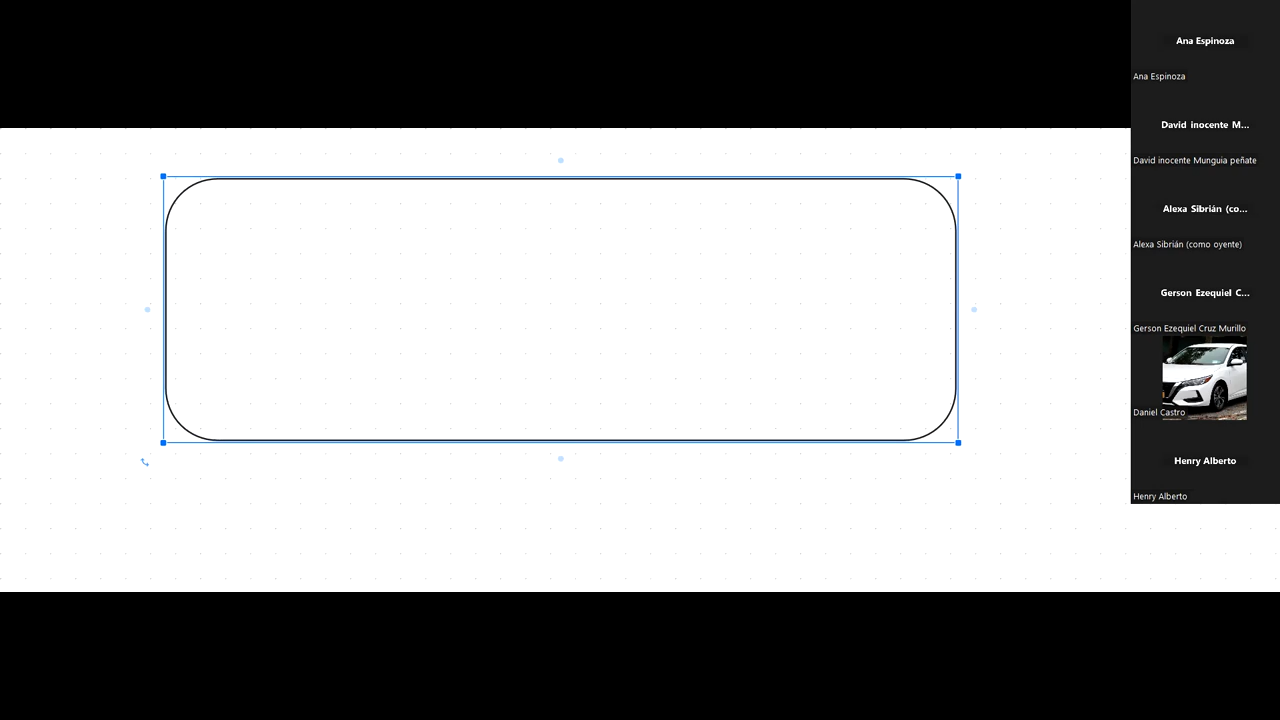 Ana Espinoza
Ana Espinoza
David inocente M...
David inocente Munguia peñate
Alexa Sibrián (co...
Alexa Sibrián (como oyente)
Gerson Ezequiel C...
Gerson Ezequiel Cruz Murillo
Daniel Castro
Henry Alberto
Henry Alberto